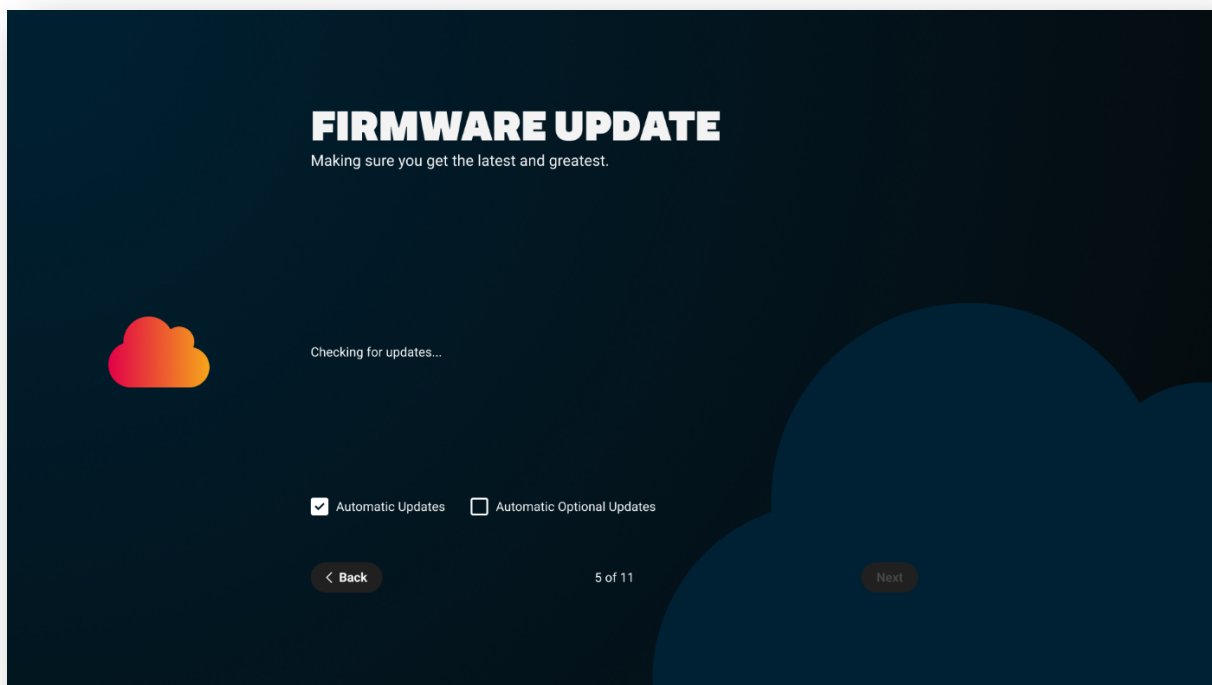 FIRMWARE UPDATE
Making sure you get the latest and greatest.
Checking for updates...
Automatic Updates Automatic Optional Updates
Back 5 of 11 Next